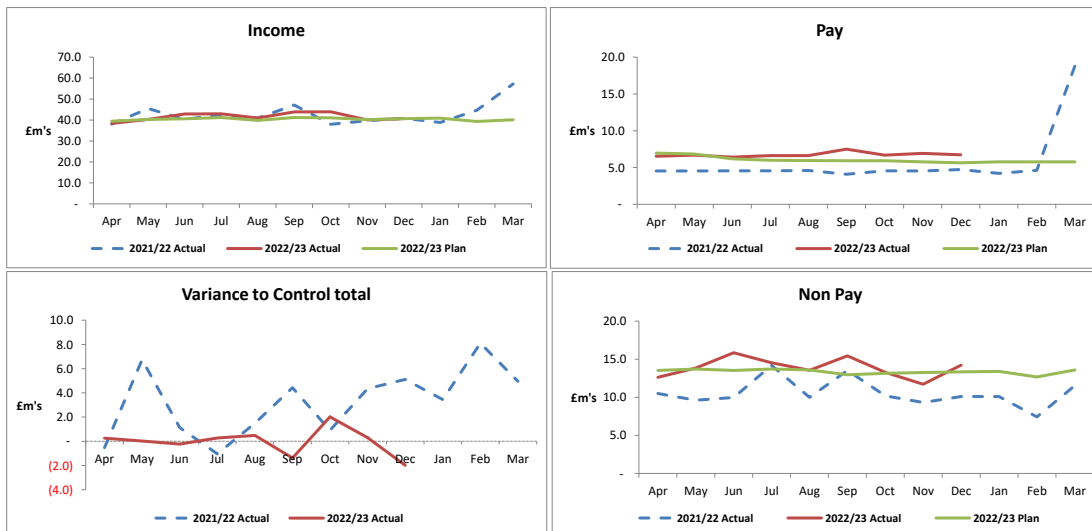 Income
70.0
60.0
50.0
40.0
30.0
20.0
10.0
-
£m's
Apr May Jun Jul Aug Sep Oct Nov Dec Jan Feb Mar
2021/22 Actual 2022/23 Actual 2022/23 Plan
Pay
20.0
15.0
10.0
5.0
-
£m's
Apr May Jun Jul Aug Sep Oct Nov Dec Jan Feb Mar
2021/22 Actual 2022/23 Actual 2022/23 Plan
Variance to Control total
10.0
8.0
6.0
4.0
2.0
-
(2.0)
(4.0)
£m's
Apr May Jun Jul Aug Sep Oct Nov Dec Jan Feb Mar
2021/22 Actual 2022/23 Actual
Non Pay
20.0
15.0
10.0
5.0
-
£m's
Apr May Jun Jul Aug Sep Oct Nov Dec Jan Feb Mar
2021/22 Actual 2022/23 Actual 2022/23 Plan